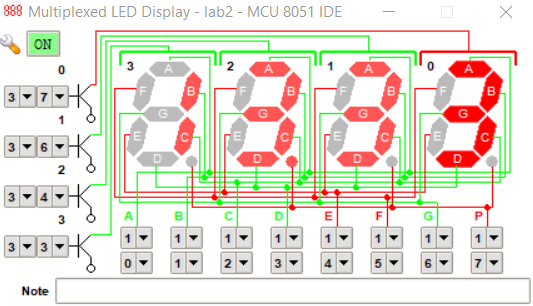 888 Multiplexed LED Display - lab2 - MCU 8051 IDE
ON
0
3 7
1
3 6
2
3 4
3
3 3
3 2 1 0
A A A A
F B F B F B F B
G G G G
E C E C E C E C
D D D D
A B C D E F G P
1 1 1 1 1 1 1 1
0 1 2 3 4 5 6 7
Note